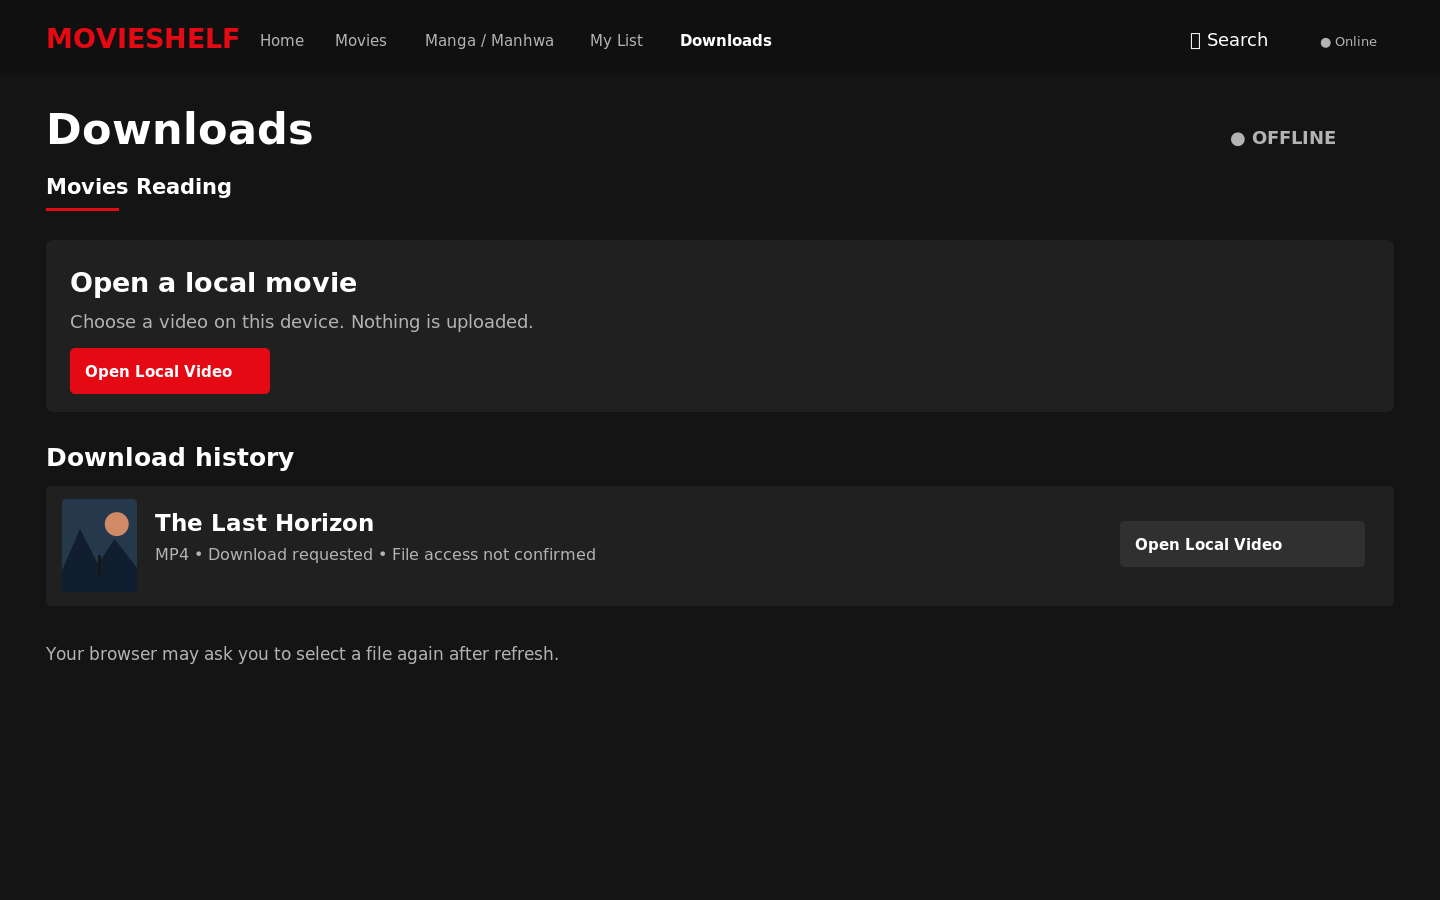 MOVIESHELF Home Movies Manga / Manhwa My List Downloads Search ● Online
Downloads
● OFFLINE
Movies Reading
Open a local movie
Choose a video on this device. Nothing is uploaded.
Open Local Video
Download history
The Last Horizon
MP4 • Download requested • File access not confirmed
Open Local Video
Your browser may ask you to select a file again after refresh.